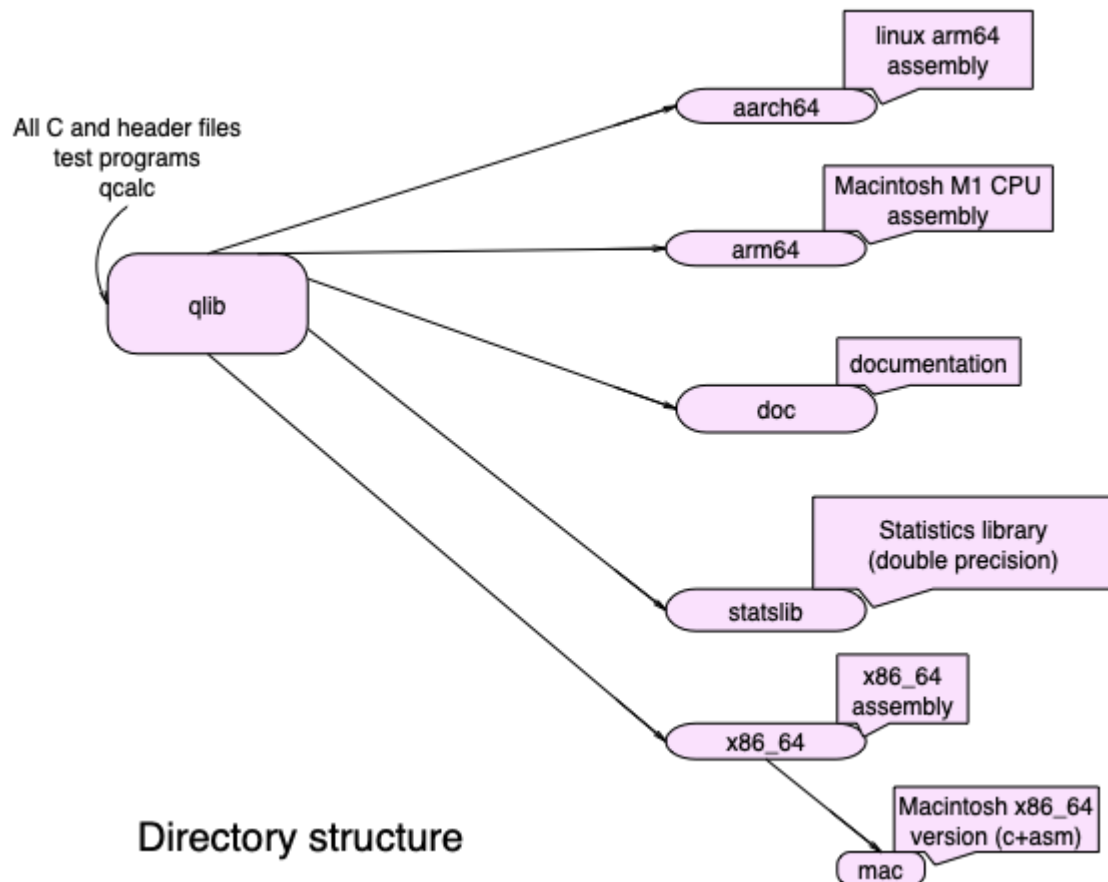 linux arm64
assembly
aarch64
All C and header files
test programs
qcalc
Macintosh M1 CPU
assembly
arm64
qlib
documentation
doc
Statistics library
(double precision)
statslib
x86_64
assembly
x86_64
Directory structure
Macintosh x86_64
version (c+asm)
mac